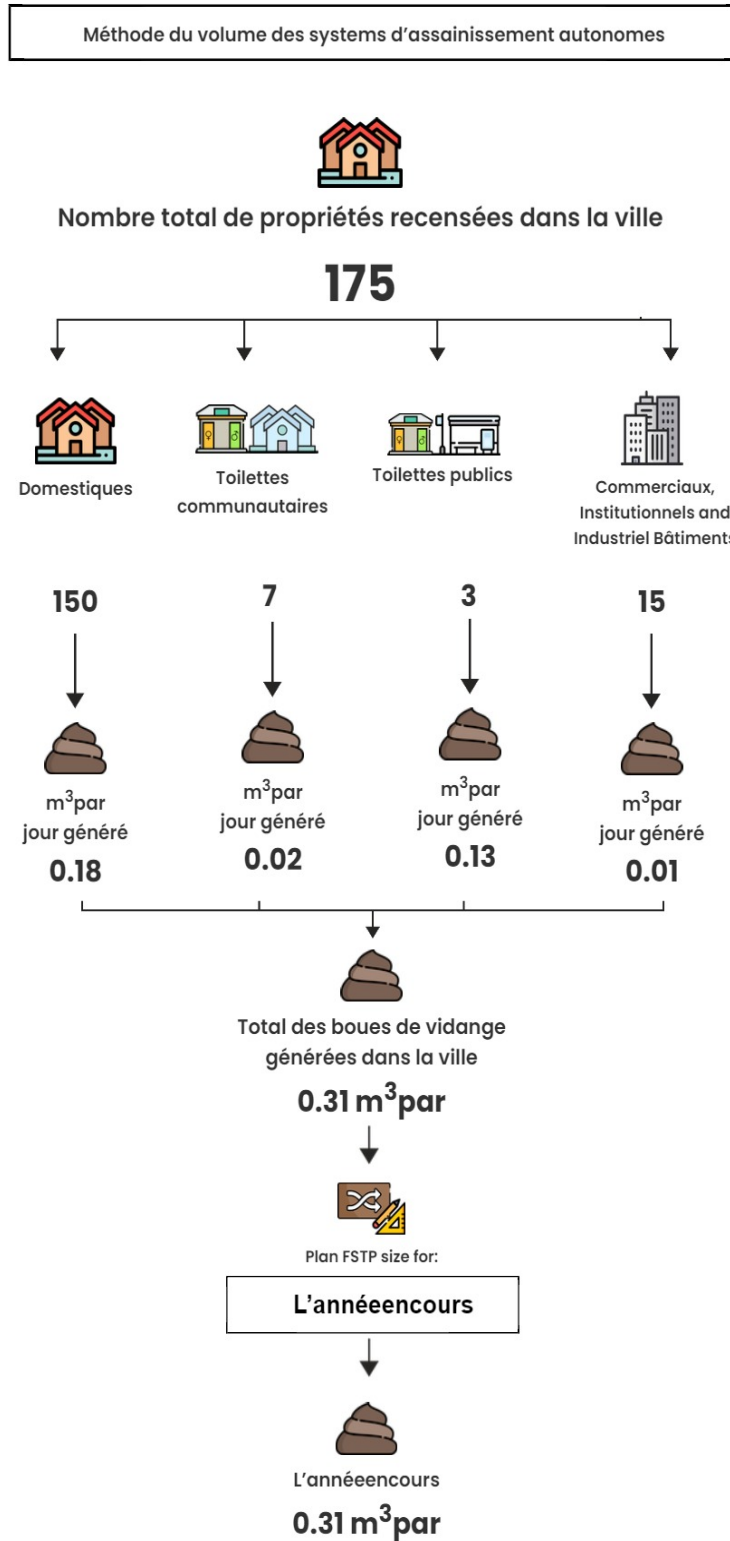 Méthode du volume des systems d'assainissement autonomes
Nombre total de propriétés recensées dans la ville
175
Domestiques
Toilettes
communautaires
Toilettes publics
Commerciaux,
Institutionnels and
Industriel Bâtiments
150
7
3
15
m³par
jour généré
0.18
m³par
jour généré
0.02
m³par
jour généré
0.13
m³par
jour généré
0.01
Total des boues de vidange
générées dans la ville
0.31 m³par
Plan FSTP size for:
L'annéeencours
L'annéeencours
0.31 m³par